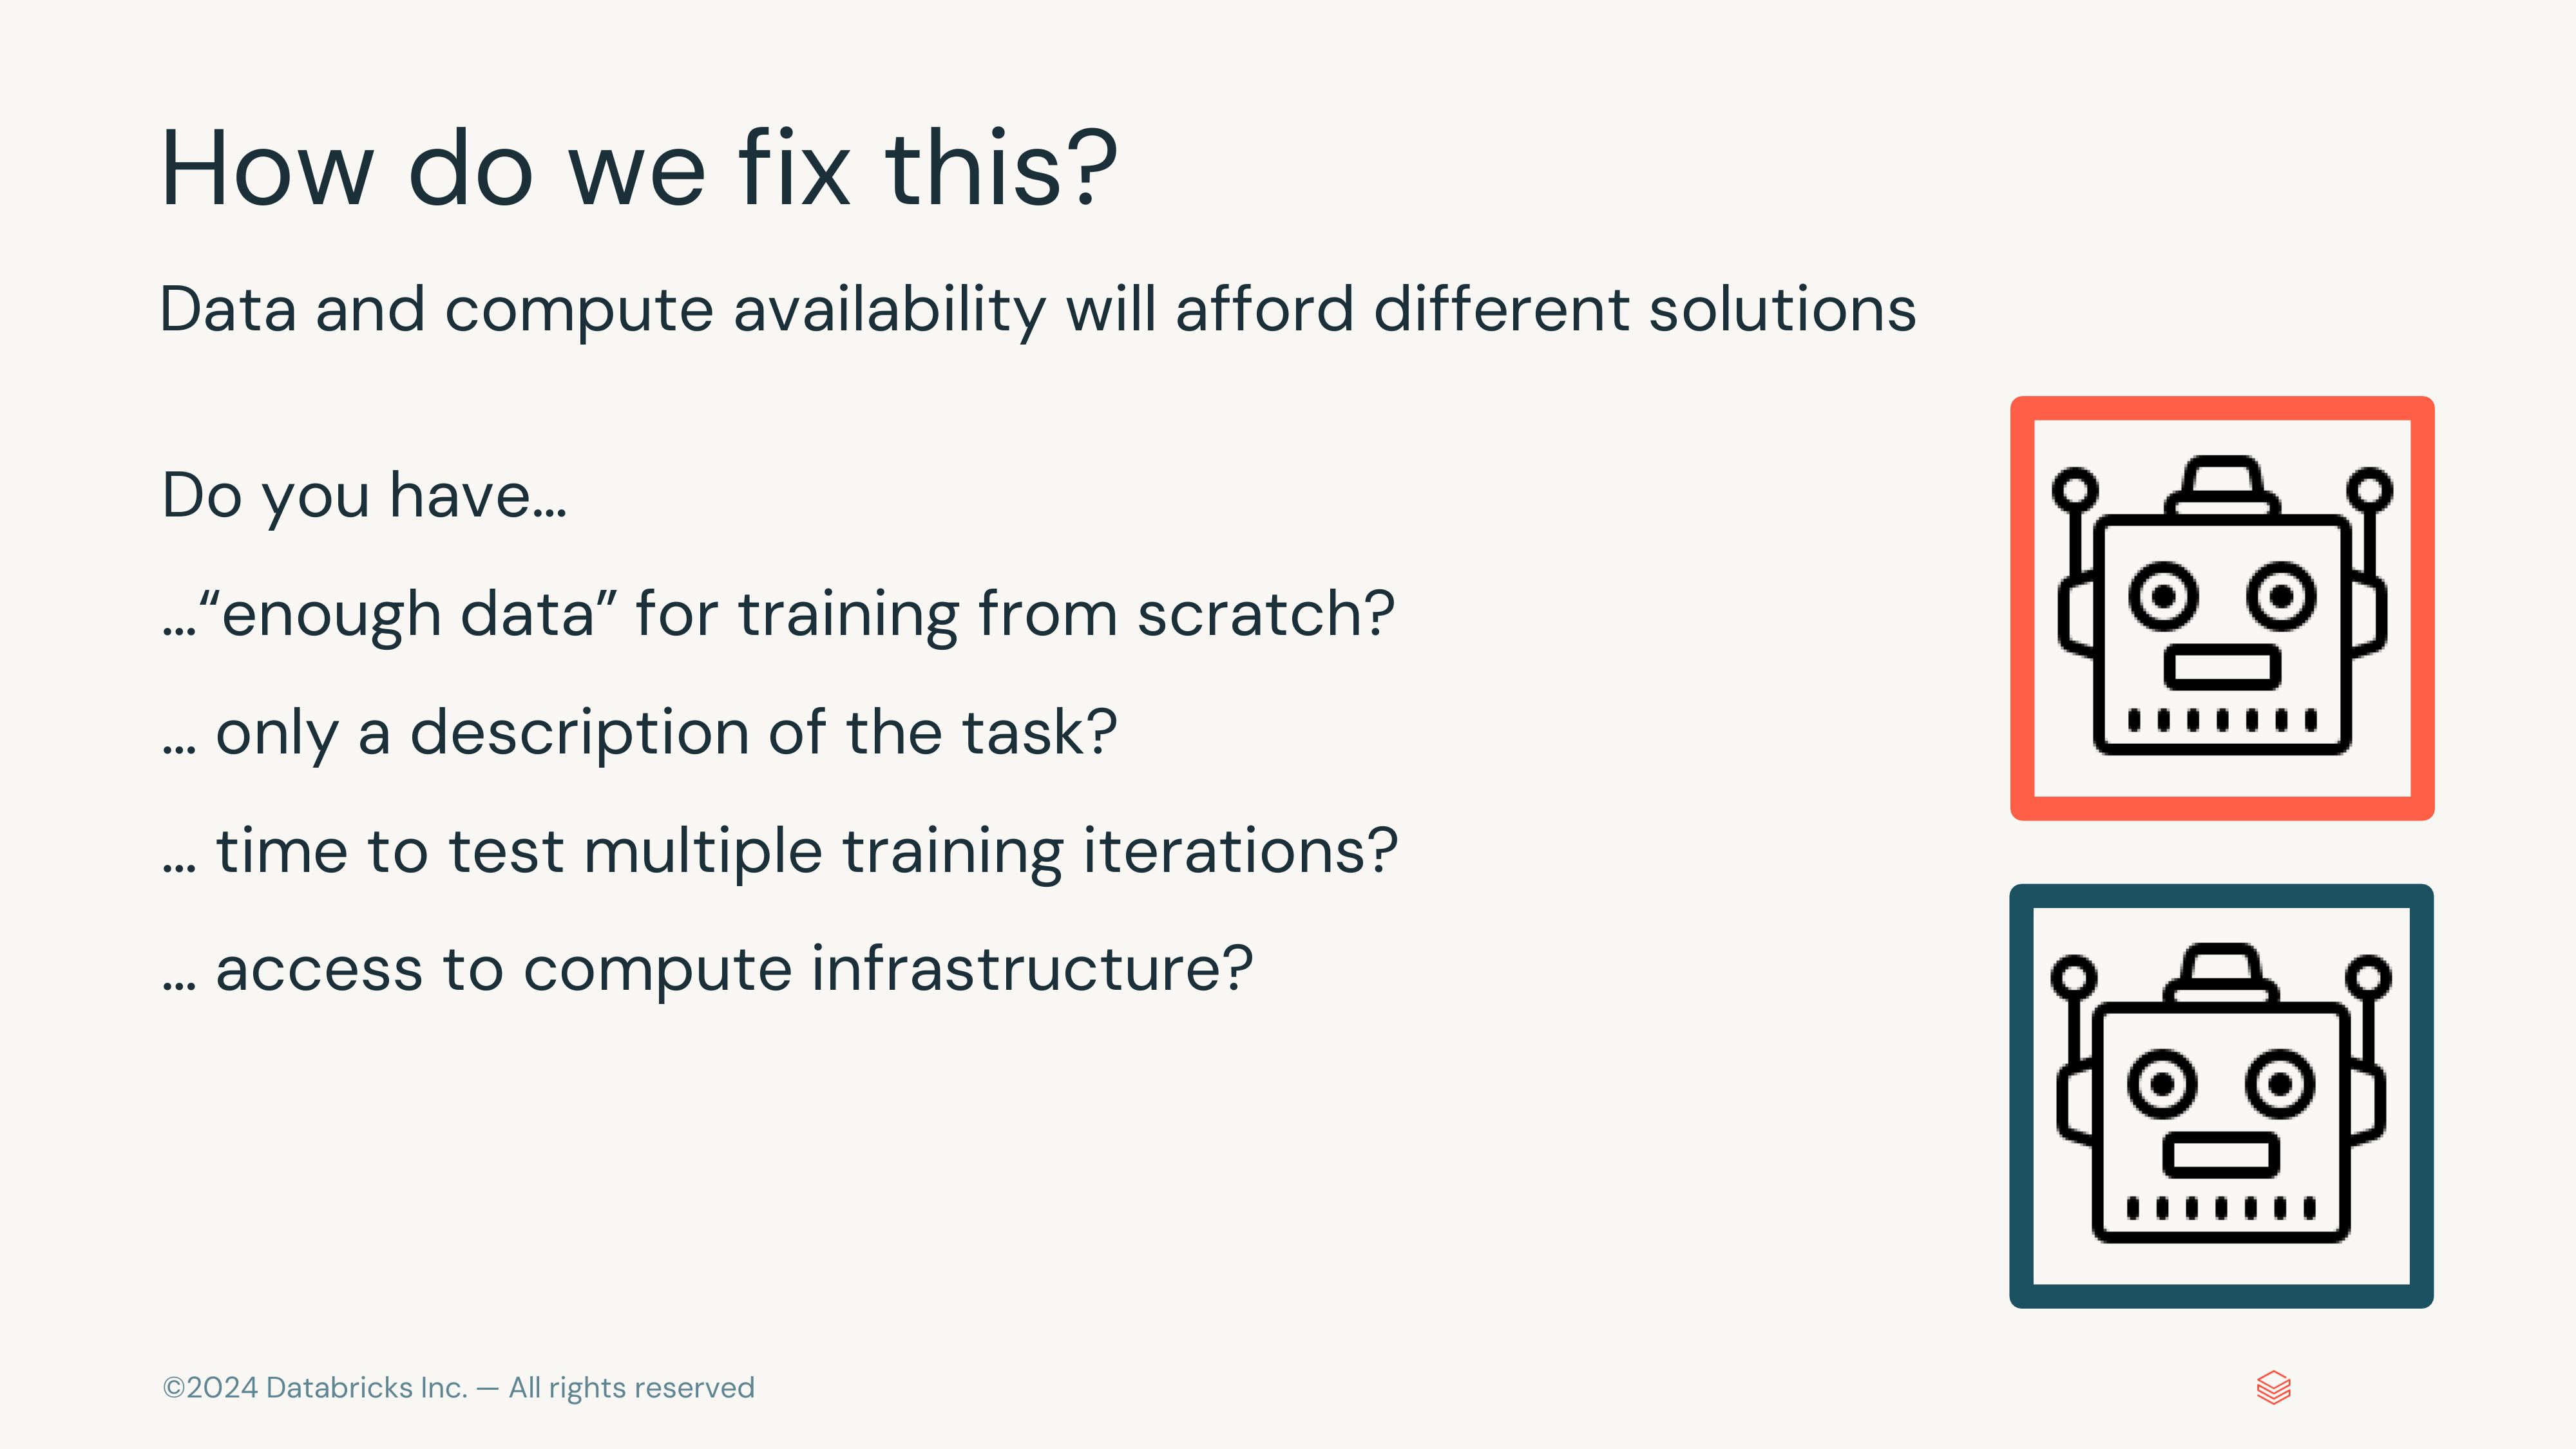 How do we fix this?
Data and compute availability will afford different solutions
Do you have…
…“enough data” for training from scratch?
… only a description of the task?
… time to test multiple training iterations?
… access to compute infrastructure?
©2024 Databricks Inc. — All rights reserved